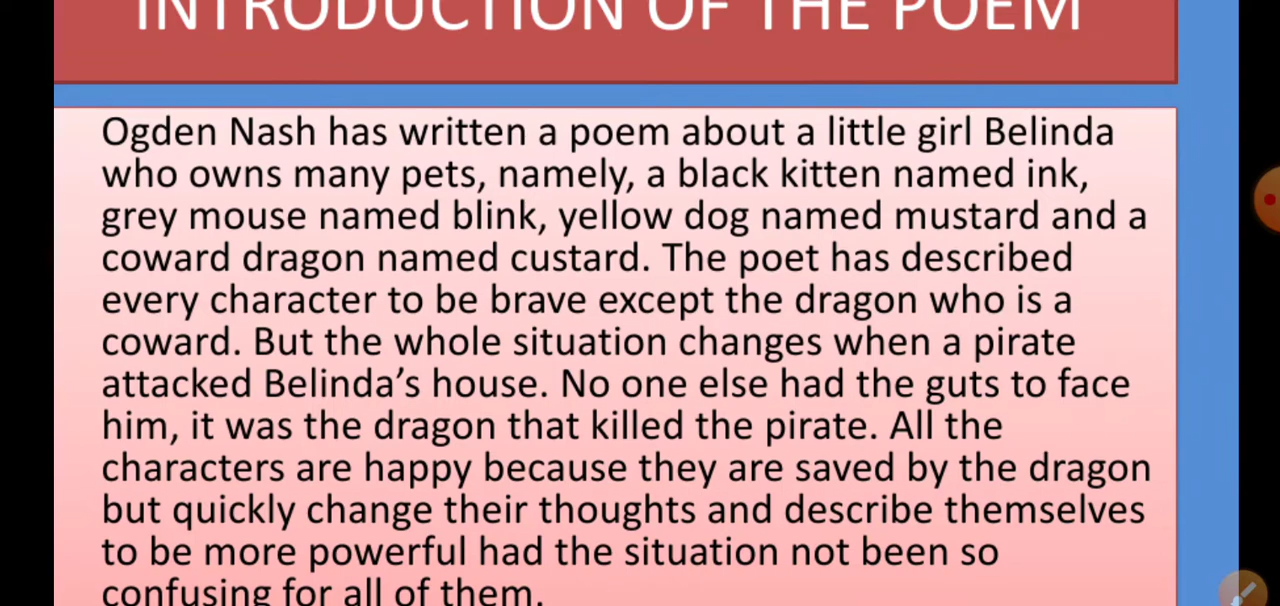 INTRODUCTION OF THE POEM
Ogden Nash has written a poem about a little girl Belinda
who owns many pets, namely, a black kitten named ink,
grey mouse named blink, yellow dog named mustard and a
coward dragon named custard. The poet has described
every character to be brave except the dragon who is a
coward. But the whole situation changes when a pirate
attacked Belinda’s house. No one else had the guts to face
him, it was the dragon that killed the pirate. All the
characters are happy because they are saved by the dragon
but quickly change their thoughts and describe themselves
to be more powerful had the situation not been so
confusing for all of them.